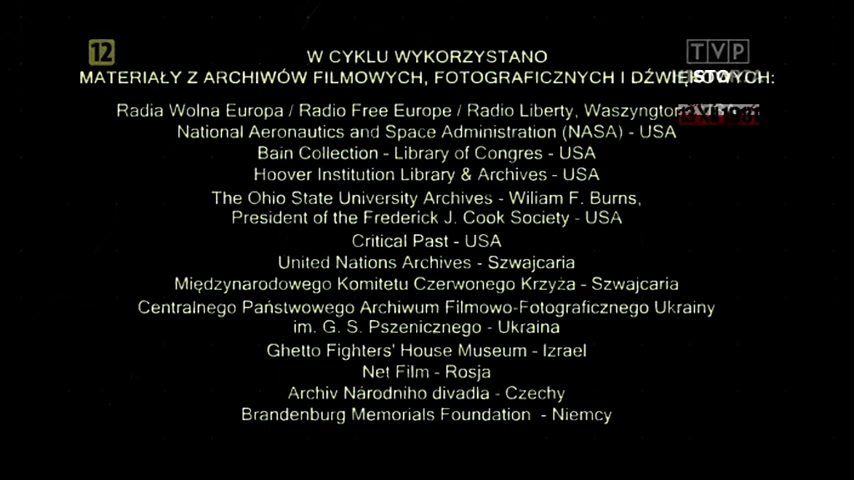 12
TVP
W CYKLU WYKORZYSTANO
MATERIAŁY Z ARCHIWÓW FILMOWYCH, FOTOGRAFICZNYCH I DŹWIĘKOWYCH:
Radia Wolna Europa / Radio Free Europe / Radio Liberty,
National Aeronautics and Space Administration (NASA) - USA
Bain Collection - Library of Congres - USA
Hoover Institution Library & Archives - USA
The Ohio State University Archives - Wiliam F. Burns,
President of the Frederick J. Cook Society - USA
Critical Past - USA
United Nations Archives - Szwajcaria
Międzynarodowego Komitetu Czerwonego Krzyża - Szwajcaria
Centralnego Państwowego Archiwum Filmowo-Fotograficznego Ukrainy
im. G. S. Pszenicznego - Ukraina
Ghetto Fighters' House Museum - Izrael
Net Film - Rosja
Archiv Národniho divadla - Czechy
Brandenburg Memorials Foundation - Niemcy